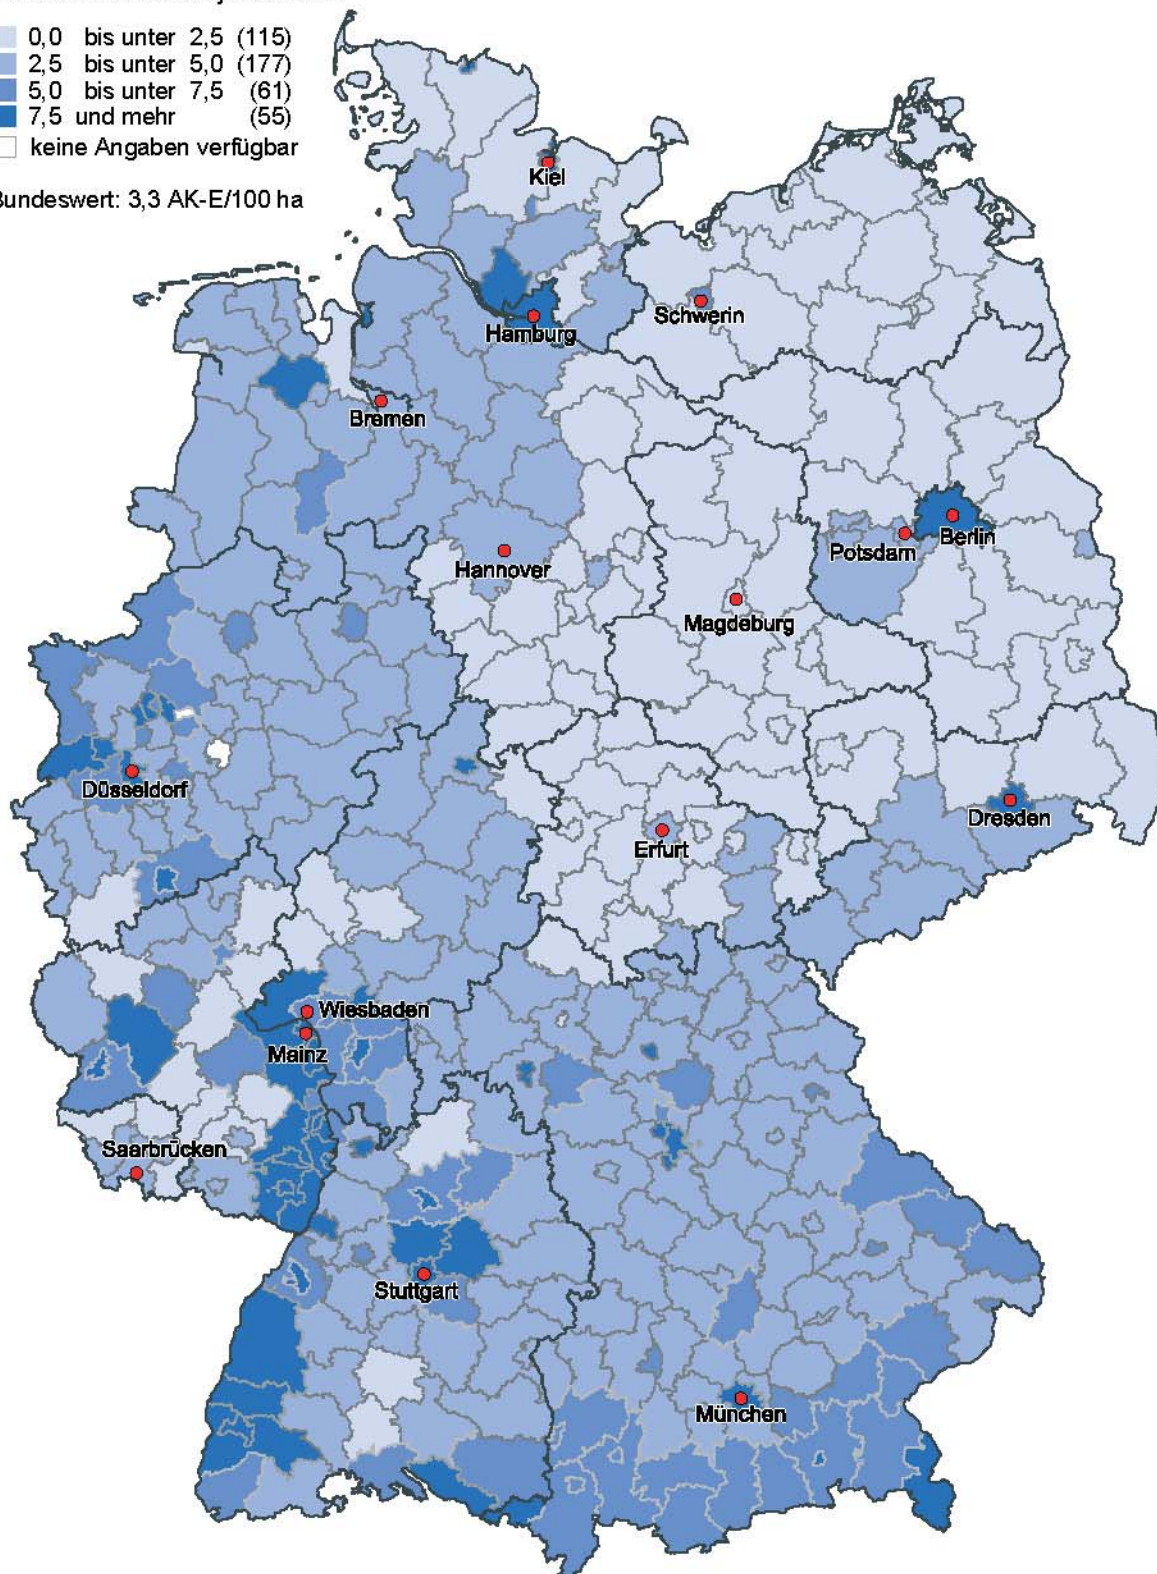 0,0 bis unter 2,5 (115)
2,5 bis unter 5,0 (177)
5,0 bis unter 7,5 (61)
7,5 und mehr (55)
keine Angaben verfügbar
Bundeswert: 3,3 AK-E/100 ha
Kiel
Schwerin
Hamburg
Bremen
Berlin
Potsdam
Hannover
Magdeburg
Düsseldorf
Dresden
Erfurt
Wiesbaden
Mainz
Saarbrücken
Stuttgart
München